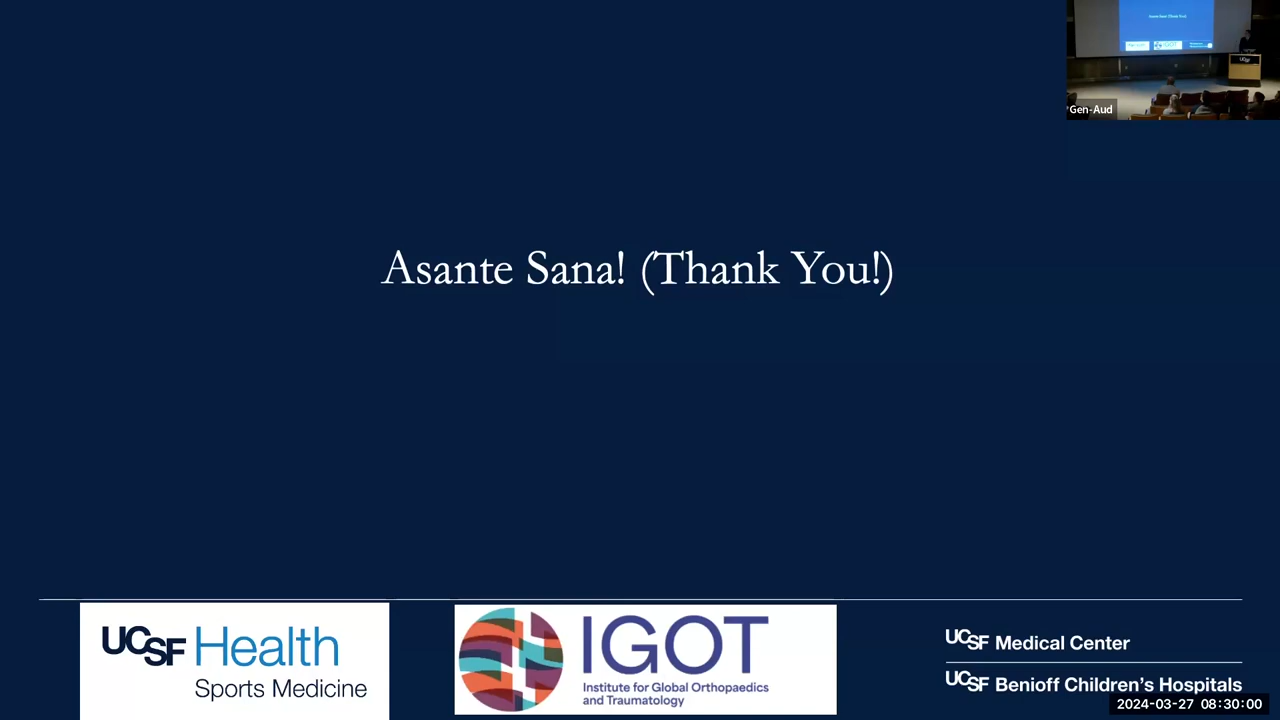 Gen-Aud
Asante Sana! (Thank You!)
UCSF Health
Sports Medicine
IGOT
Institute for Global Orthopaedics
and Traumatology
UCSF Medical Center
UCSF Benioff Children's Hospitals
2024-03-27 08:30:00